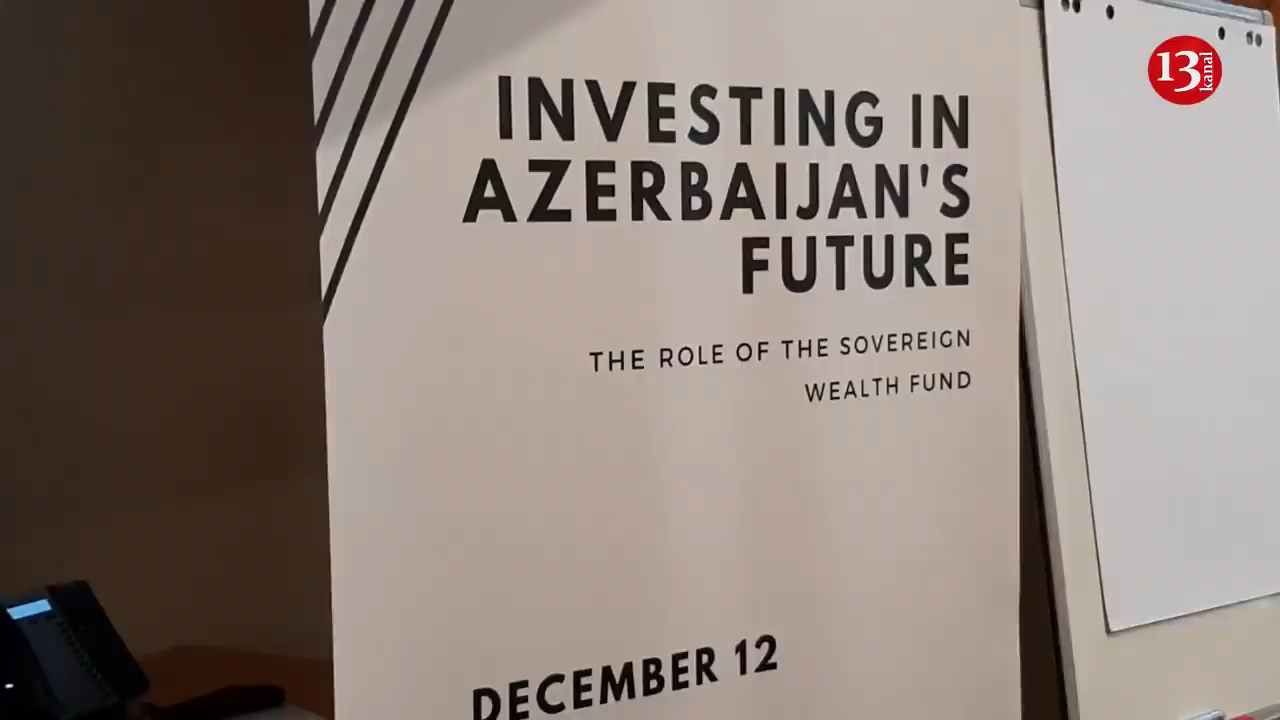 INVESTING IN
AZERBAIJAN'S
FUTURE
THE ROLE OF THE SOVEREIGN
WEALTH FUND
DECEMBER 12
13 kanal